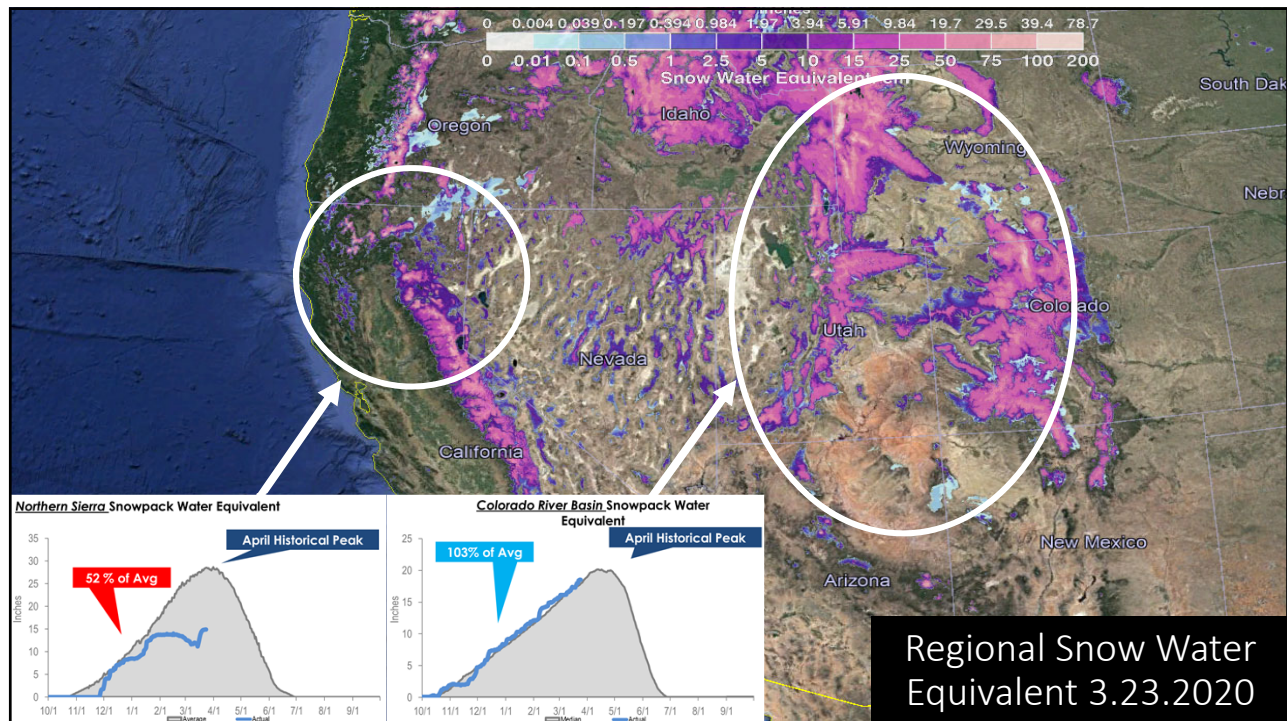 0 0.004 0.039 0.197 0.394 0.984 1.97 3.94 5.91 9.84 19.7 29.5 39.4 78.7
0 0.01 0.1 0.5 1 2.5 5 10 15 25 50 75 100 200
Snow Water Equivalent, cm
South Dak
Oregon
Idaho
Wyoming
Nebr
Colorado
Utah
Nevada
California
New Mexico
Arizona
Northern Sierra Snowpack Water Equivalent
April Historical Peak
52 % of Avg
Inches
35
30
25
20
15
10
5
0
10/1 11/1 12/1 1/1 2/1 3/1 4/1 5/1 6/1 7/1 8/1 9/1
Average Actual
Colorado River Basin Snowpack Water
Equivalent
April Historical Peak
103% of Avg
Inches
25
20
15
10
5
0
10/1 11/1 12/1 1/1 2/1 3/1 4/1 5/1 6/1 7/1 8/1 9/1
Median Actual
Regional Snow Water
Equivalent 3.23.2020